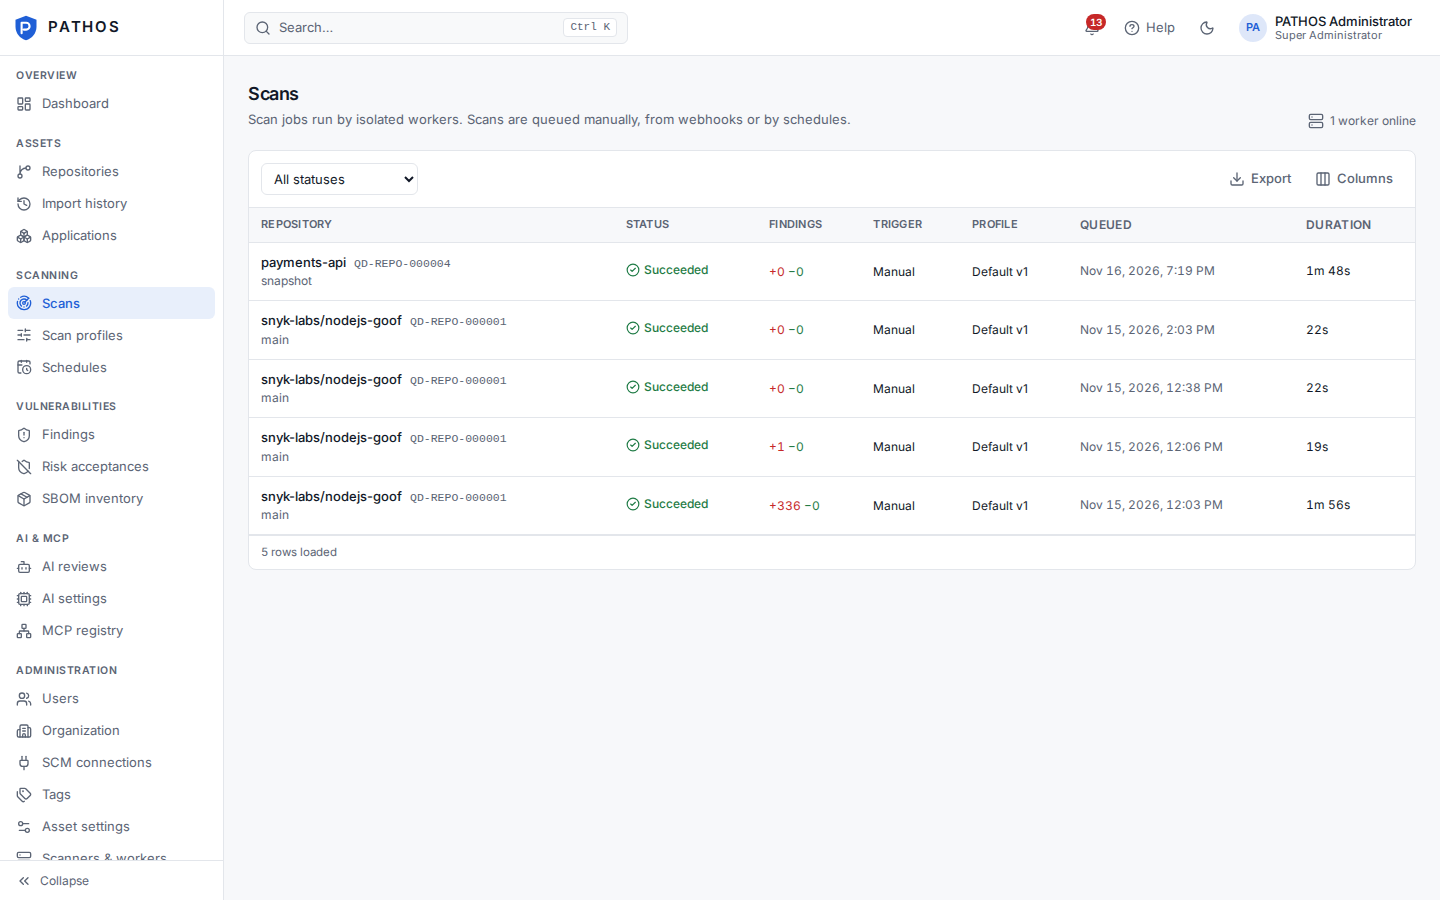 PATHOS
Search...
Ctrl K
13
Help
PA
PATHOS Administrator
Super Administrator
OVERVIEW
Dashboard
ASSETS
Repositories
Import history
Applications
SCANNING
Scans
Scan profiles
Schedules
VULNERABILITIES
Findings
Risk acceptances
SBOM inventory
AI & MCP
AI reviews
AI settings
MCP registry
ADMINISTRATION
Users
Organization
SCM connections
Tags
Asset settings
Scanners & workers
Collapse
Scans
Scan jobs run by isolated workers. Scans are queued manually, from webhooks or by schedules.
1 worker online
All statuses
Export
Columns
REPOSITORY STATUS FINDINGS TRIGGER PROFILE QUEUED DURATION
payments-api QD-REPO-000004 Succeeded +0 −0 Manual Default v1 Nov 16, 2026, 7:19 PM 1m 48s
snapshot
snyk-labs/nodejs-goof QD-REPO-000001 Succeeded +0 −0 Manual Default v1 Nov 15, 2026, 2:03 PM 22s
main
snyk-labs/nodejs-goof QD-REPO-000001 Succeeded +0 −0 Manual Default v1 Nov 15, 2026, 12:38 PM 22s
main
snyk-labs/nodejs-goof QD-REPO-000001 Succeeded +1 −0 Manual Default v1 Nov 15, 2026, 12:06 PM 19s
main
snyk-labs/nodejs-goof QD-REPO-000001 Succeeded +336 −0 Manual Default v1 Nov 15, 2026, 12:03 PM 1m 56s
main
5 rows loaded